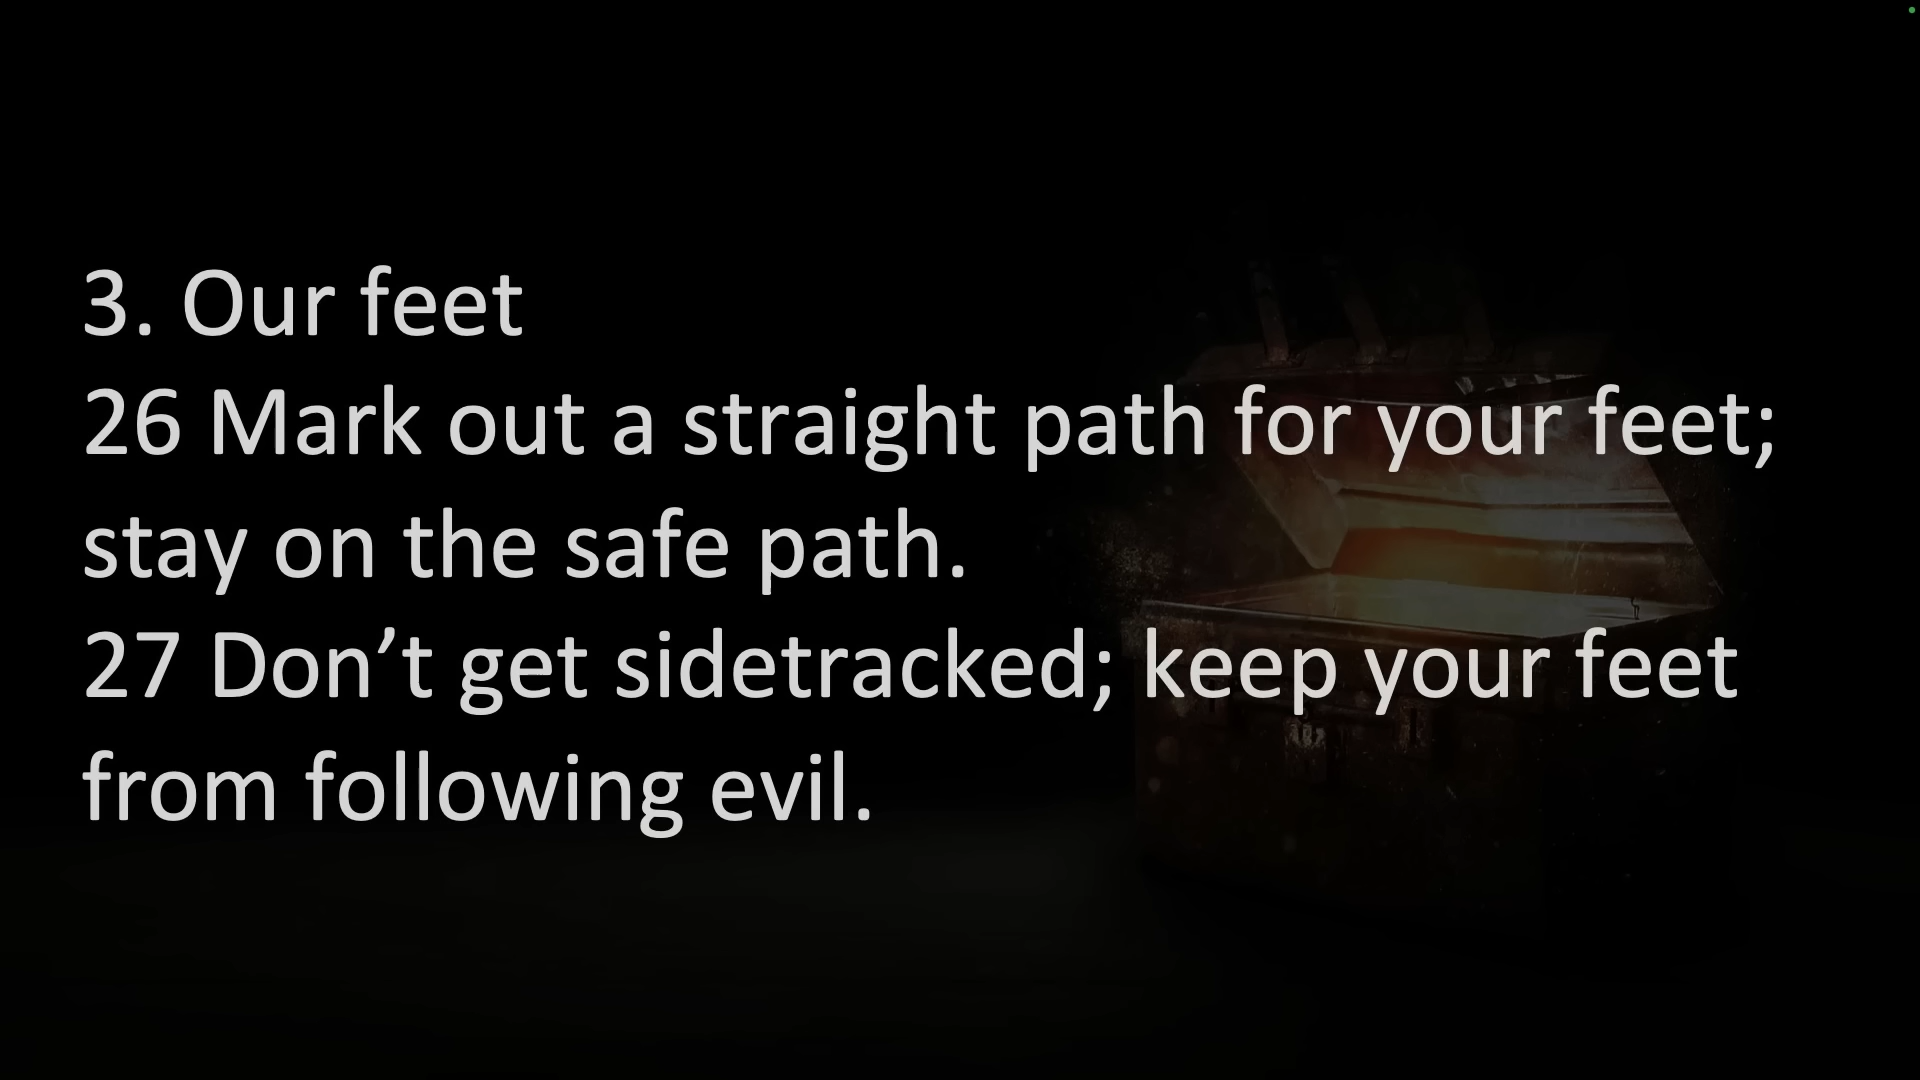 3. Our feet
26 Mark out a straight path for your feet;
stay on the safe path.
27 Don’t get sidetracked; keep your feet
from following evil.